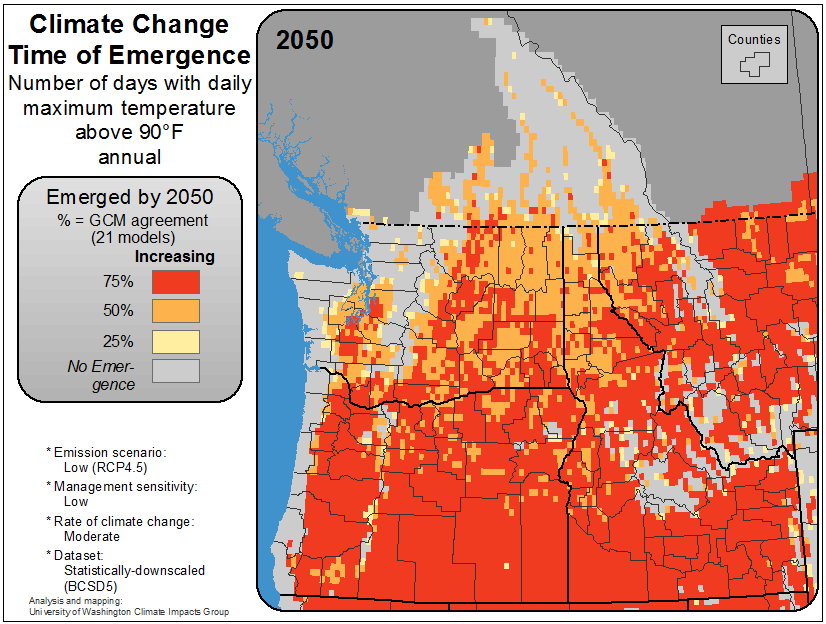 Climate Change
Time of Emergence
Number of days with daily
maximum temperature
above 90°F
annual
Emerged by 2050
% = GCM agreement
(21 models)
Increasing
75%
50%
25%
No Emer-
gence
* Emission scenario:
Low (RCP4.5)
* Management sensitivity:
Low
* Rate of climate change:
Moderate
* Dataset:
Statistically-downscaled
(BCSD5)
Analysis and mapping:
University of Washington Climate Impacts Group
2050
Counties